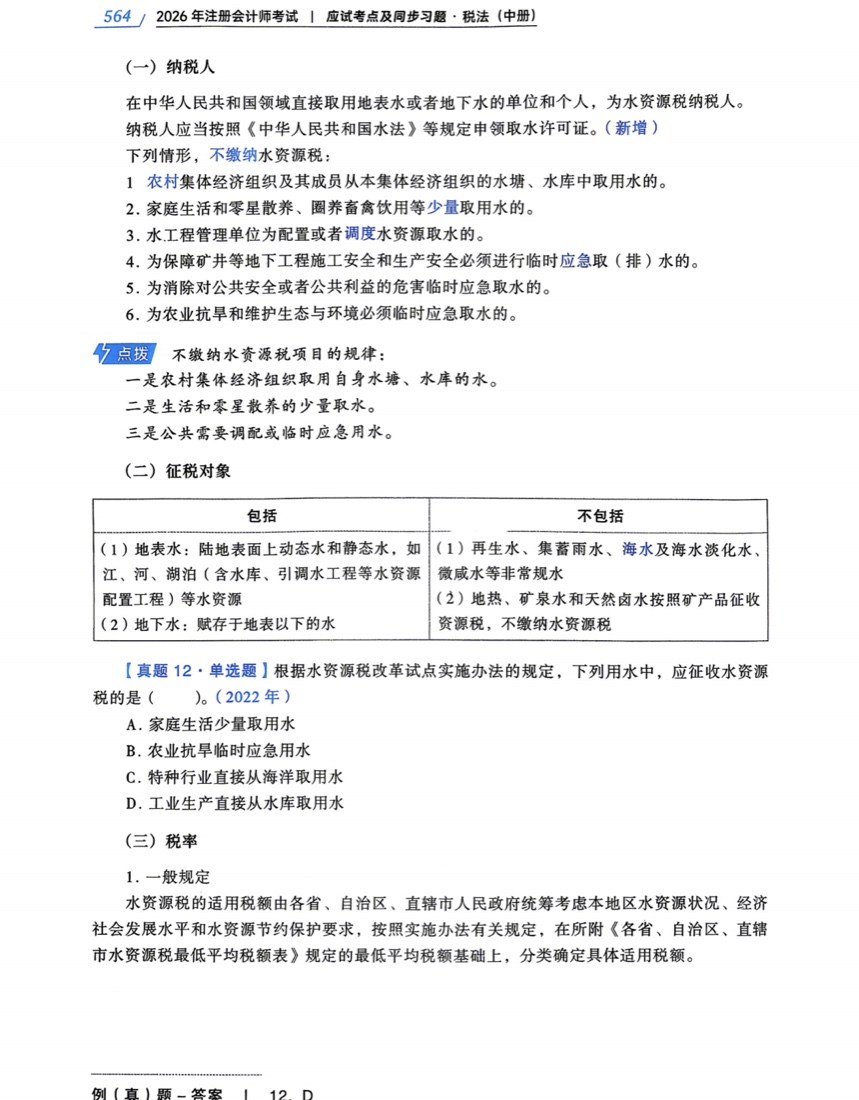 564 / 2026年注册会计师考试 | 应试考点及同步习题·税法（中册）
（一）纳税人
在中华人民共和国领域直接取用地表水或者地下水的单位和个人，为水资源税纳税人。
纳税人应当按照《中华人民共和国水法》等规定申领取水许可证。（新增）
下列情形，不缴纳水资源税：
1 农村集体经济组织及其成员从本集体经济组织的水塘、水库中取用水的。
2. 家庭生活和零星散养、圈养畜禽饮用等少量取用水的。
3. 水工程管理单位为配置或者调度水资源取水的。
4. 为保障矿井等地下工程施工安全和生产安全必须进行临时应急取（排）水的。
5. 为消除对公共安全或者公共利益的危害临时应急取水的。
6. 为农业抗旱和维护生态与环境必须临时应急取水的。
点拨 不缴纳水资源税项目的规律：
一是农村集体经济组织取用自身水塘、水库的水。
二是生活和零星散养的少量取水。
三是公共需要调配或临时应急用水。
（二）征税对象
包括 不包括
（1）地表水：陆地表面上动态水和静态水，如
江、河、湖泊（含水库、引调水工程等水资源
配置工程）等水资源
（2）地下水：赋存于地表以下的水
（1）再生水、集蓄雨水、海水及海水淡化水、
微咸水等非常规水
（2）地热、矿泉水和天然卤水按照矿产品征收
资源税，不缴纳水资源税
【真题12·单选题】根据水资源税改革试点实施办法的规定，下列用水中，应征收水资源
税的是（ ）。（2022年）
A. 家庭生活少量取用水
B. 农业抗旱临时应急用水
C. 特种行业直接从海洋取用水
D. 工业生产直接从水库取用水
（三）税率
1. 一般规定
水资源税的适用税额由各省、自治区、直辖市人民政府统筹考虑本地区水资源状况、经济
社会发展水平和水资源节约保护要求，按照实施办法有关规定，在所附《各省、自治区、直辖
市水资源税最低平均税额表》规定的最低平均税额基础上，分类确定具体适用税额。
例（真）题－答案 | 12. D